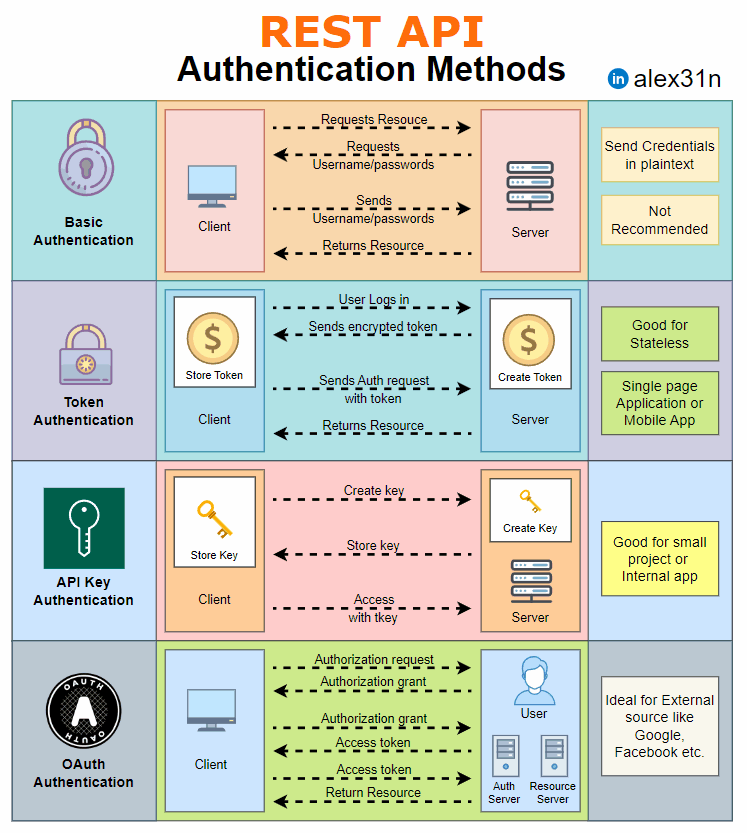 REST API
Authentication Methods
in alex31n
Basic
Authentication
Client
Requests Resouce
Requests
Username/passwords
Sends
Username/passwords
Returns Resource
Server
Send Credentials
in plaintext
Not
Recommended
Token
Authentication
Store Token
Client
User Logs in
Sends encrypted token
Sends Auth request
with token
Returns Resource
Create Token
Server
Good for
Stateless
Single page
Application or
Mobile App
API Key
Authentication
Store Key
Client
Create key
Store key
Access
with tkey
Create Key
Server
Good for small
project or
Internal app
OAUTH
A
OAUTH
OAuth
Authentication
Client
Authorization request
Authorization grant
Authorization grant
Access token
Access token
Return Resource
User
Auth
Server
Resource
Server
Ideal for External
source like
Google,
Facebook etc.